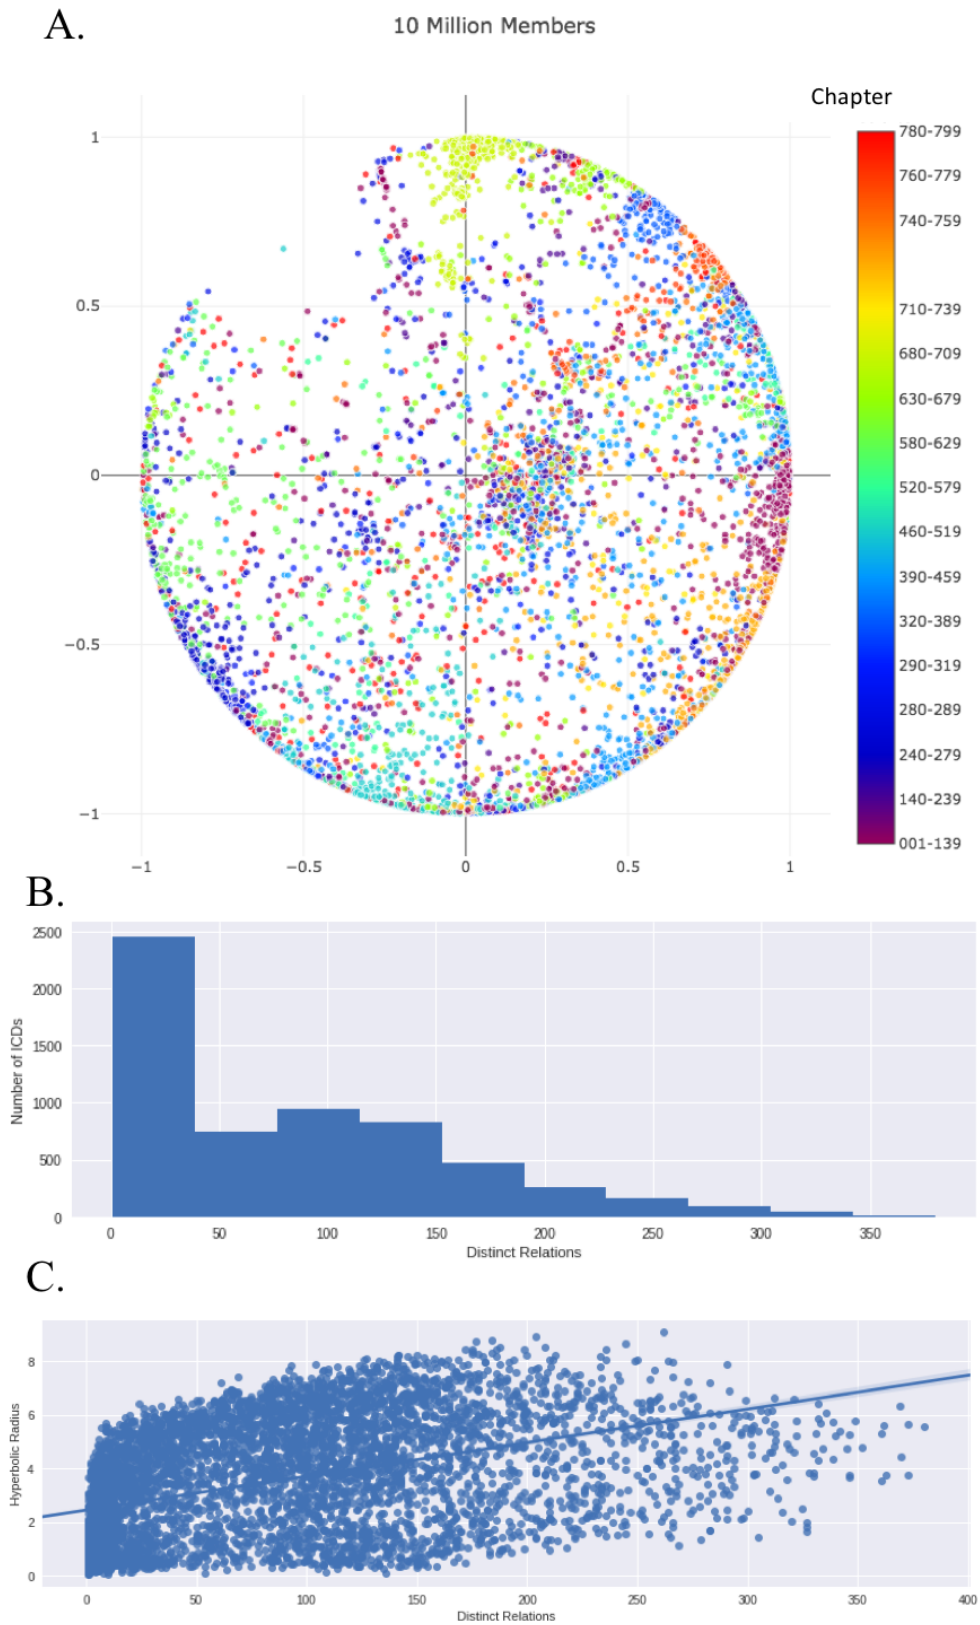 A.
10 Million Members
Chapter
780-799
1
760-779
740-759
0.5
710-739
680-709
630-679
580-629
0
520-579
460-519
390-459
320-389
−0.5
290-319
280-289
240-279
140-239
−1
001-139
−1 −0.5 0 0.5 1
B.
2500
2000
1500
1000
500
0
Number of ICDs
0 50 100 150 200 250 300 350
Distinct Relations
C.
8
6
4
2
0
Hyperbolic Radius
0 50 100 150 200 250 300 350 400
Distinct Relations